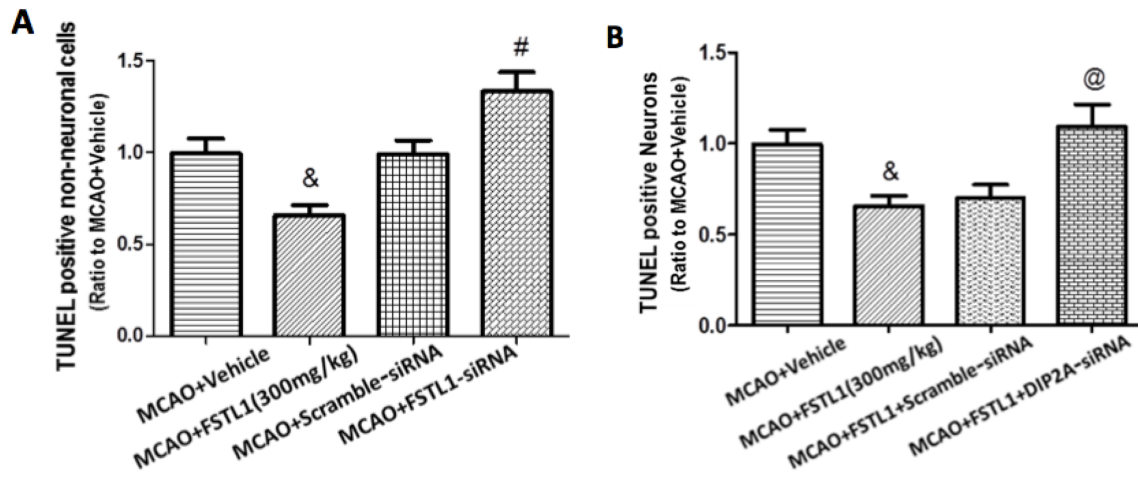 A
TUNEL positive non-neuronal cells
(Ratio to MCAO+Vehicle)
1.5
1.0
0.5
0.0
&
#
MCAO+Vehicle
MCAO+FSTL1(300mg/kg)
MCAO+Scramble-siRNA
MCAO+FSTL1-siRNA
B
TUNEL positive Neurons
(Ratio to MCAO+Vehicle)
1.5
1.0
0.5
0.0
&
@
MCAO+Vehicle
MCAO+FSTL1(300mg/kg)
MCAO+FSTL1+Scramble-siRNA
MCAO+FSTL1+DIP2A-siRNA